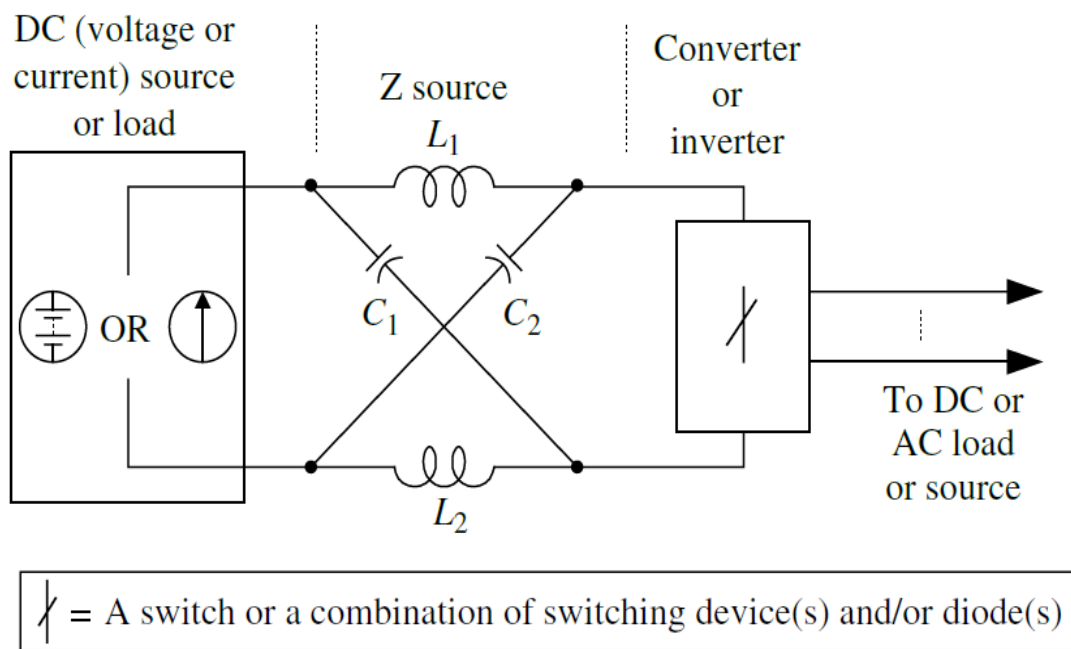 DC (voltage or
current) source
or load
Z source
L1
Converter
or
inverter
OR
C1
C2
To DC or
AC load
or source
L2
= A switch or a combination of switching device(s) and/or diode(s)